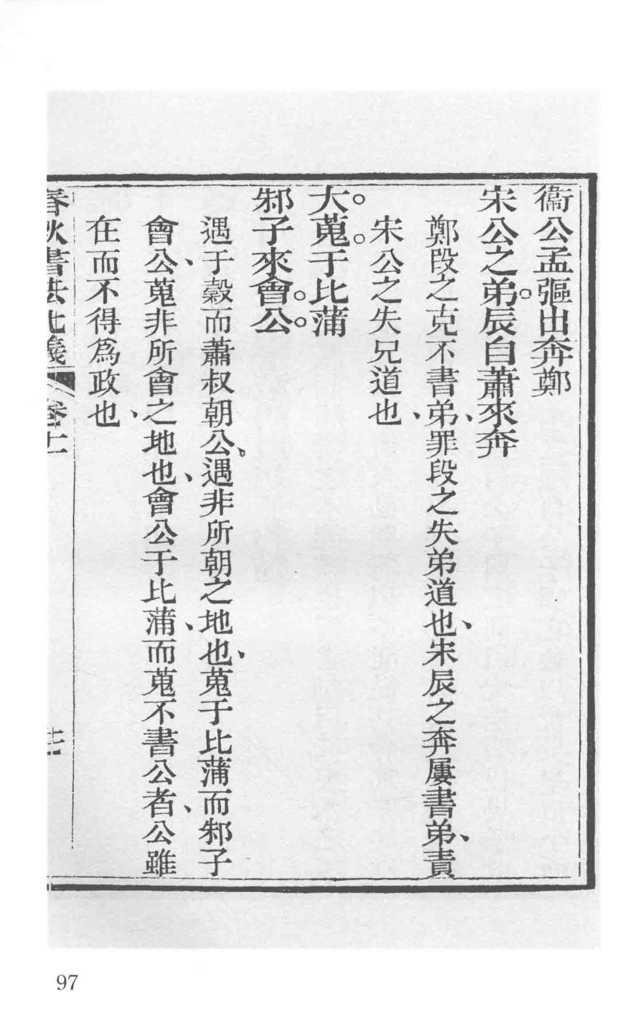 衞公孟彄出奔鄭
宋公之弟辰自蕭來奔
鄭段之克不書弟、罪段之失弟道也、宋辰之奔屢書弟、責
宋公之失兄道也、
大蒐于比蒲
邾子來會公
遇于穀而蕭叔朝公、遇非所朝之地也、蒐于比蒲而邾子
會公、蒐非所會之地也、會公于比蒲、而蒐不書公者、公雖
在而不得爲政也、
春秋書法比義 卷十二
97